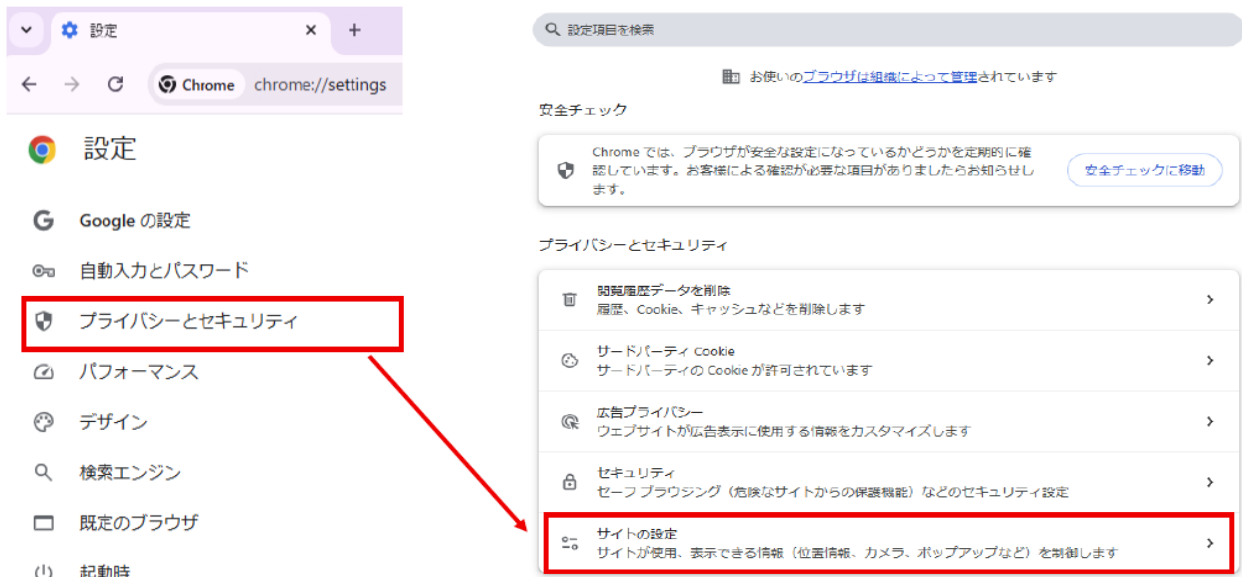 設定
Chrome chrome://settings
設定
Google の設定
自動入力とパスワード
プライバシーとセキュリティ
パフォーマンス
デザイン
検索エンジン
既定のブラウザ
起動時
設定項目を検索
お使いのブラウザは組織によって管理されています
安全チェック
Chrome では、ブラウザが安全な設定になっているかどうかを定期的に確
認しています。お客様による確認が必要な項目がありましたらお知らせし
ます。
安全チェックに移動
プライバシーとセキュリティ
閲覧履歴データを削除
履歴、Cookie、キャッシュなどを削除します
サードパーティ Cookie
サードパーティの Cookie が許可されています
広告プライバシー
ウェブサイトが広告表示に使用する情報をカスタマイズします
セキュリティ
セーフ ブラウジング（危険なサイトからの保護機能）などのセキュリティ設定
サイトの設定
サイトが使用、表示できる情報（位置情報、カメラ、ポップアップなど）を制御します